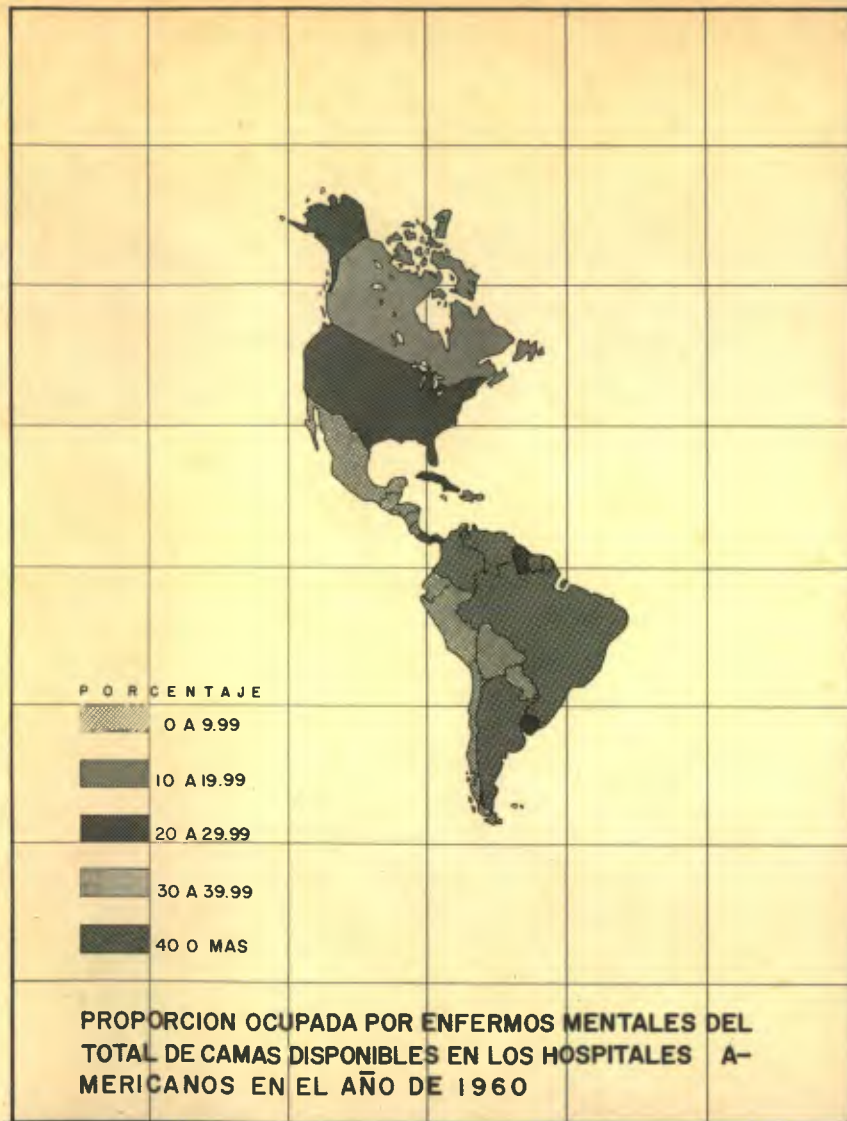 PORCENTAJE
0 A 9.99
10 A 19.99
20 A 29.99
30 A 39.99
40 O MAS
PROPORCION OCUPADA POR ENFERMOS MENTALES DEL
TOTAL DE CAMAS DISPONIBLES EN LOS HOSPITALES A-
MERICANOS EN EL AÑO DE 1960